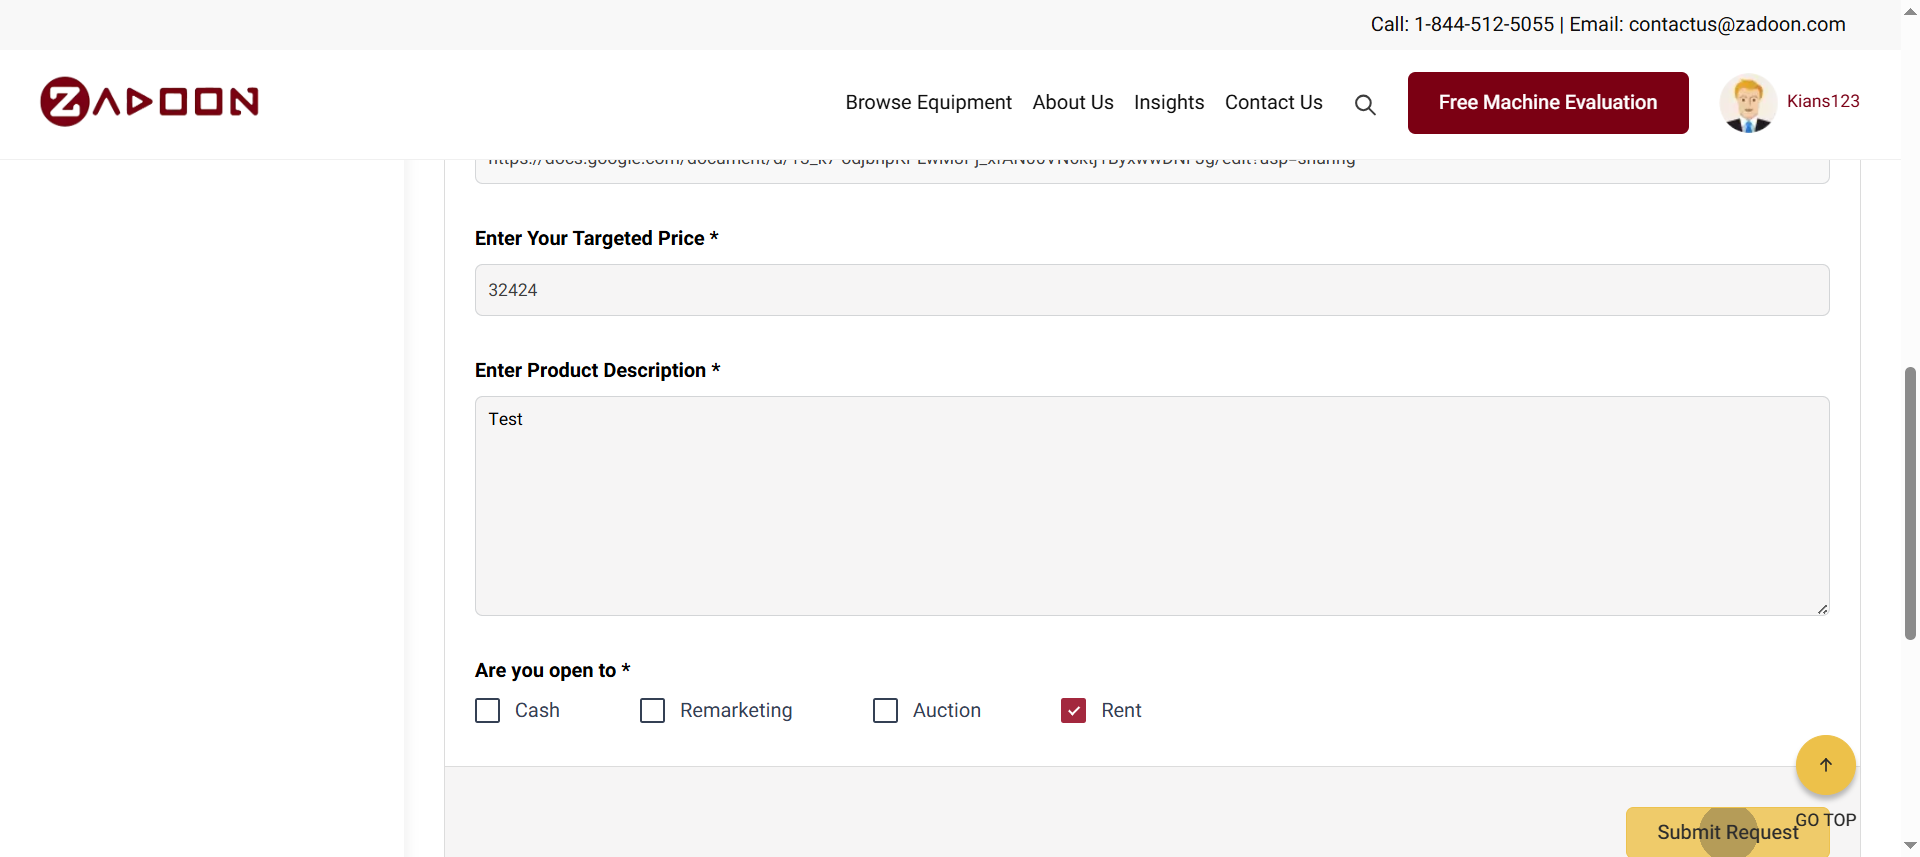 Call: 1-844-512-5055 | Email: contactus@zadoon.com
ZADOON
Browse Equipment
About Us
Insights
Contact Us
Free Machine Evaluation
Kians123
Enter Your Targeted Price *
32424
Enter Product Description *
Test
Are you open to *
Cash
Remarketing
Auction
Rent
GO TOP
Submit Request